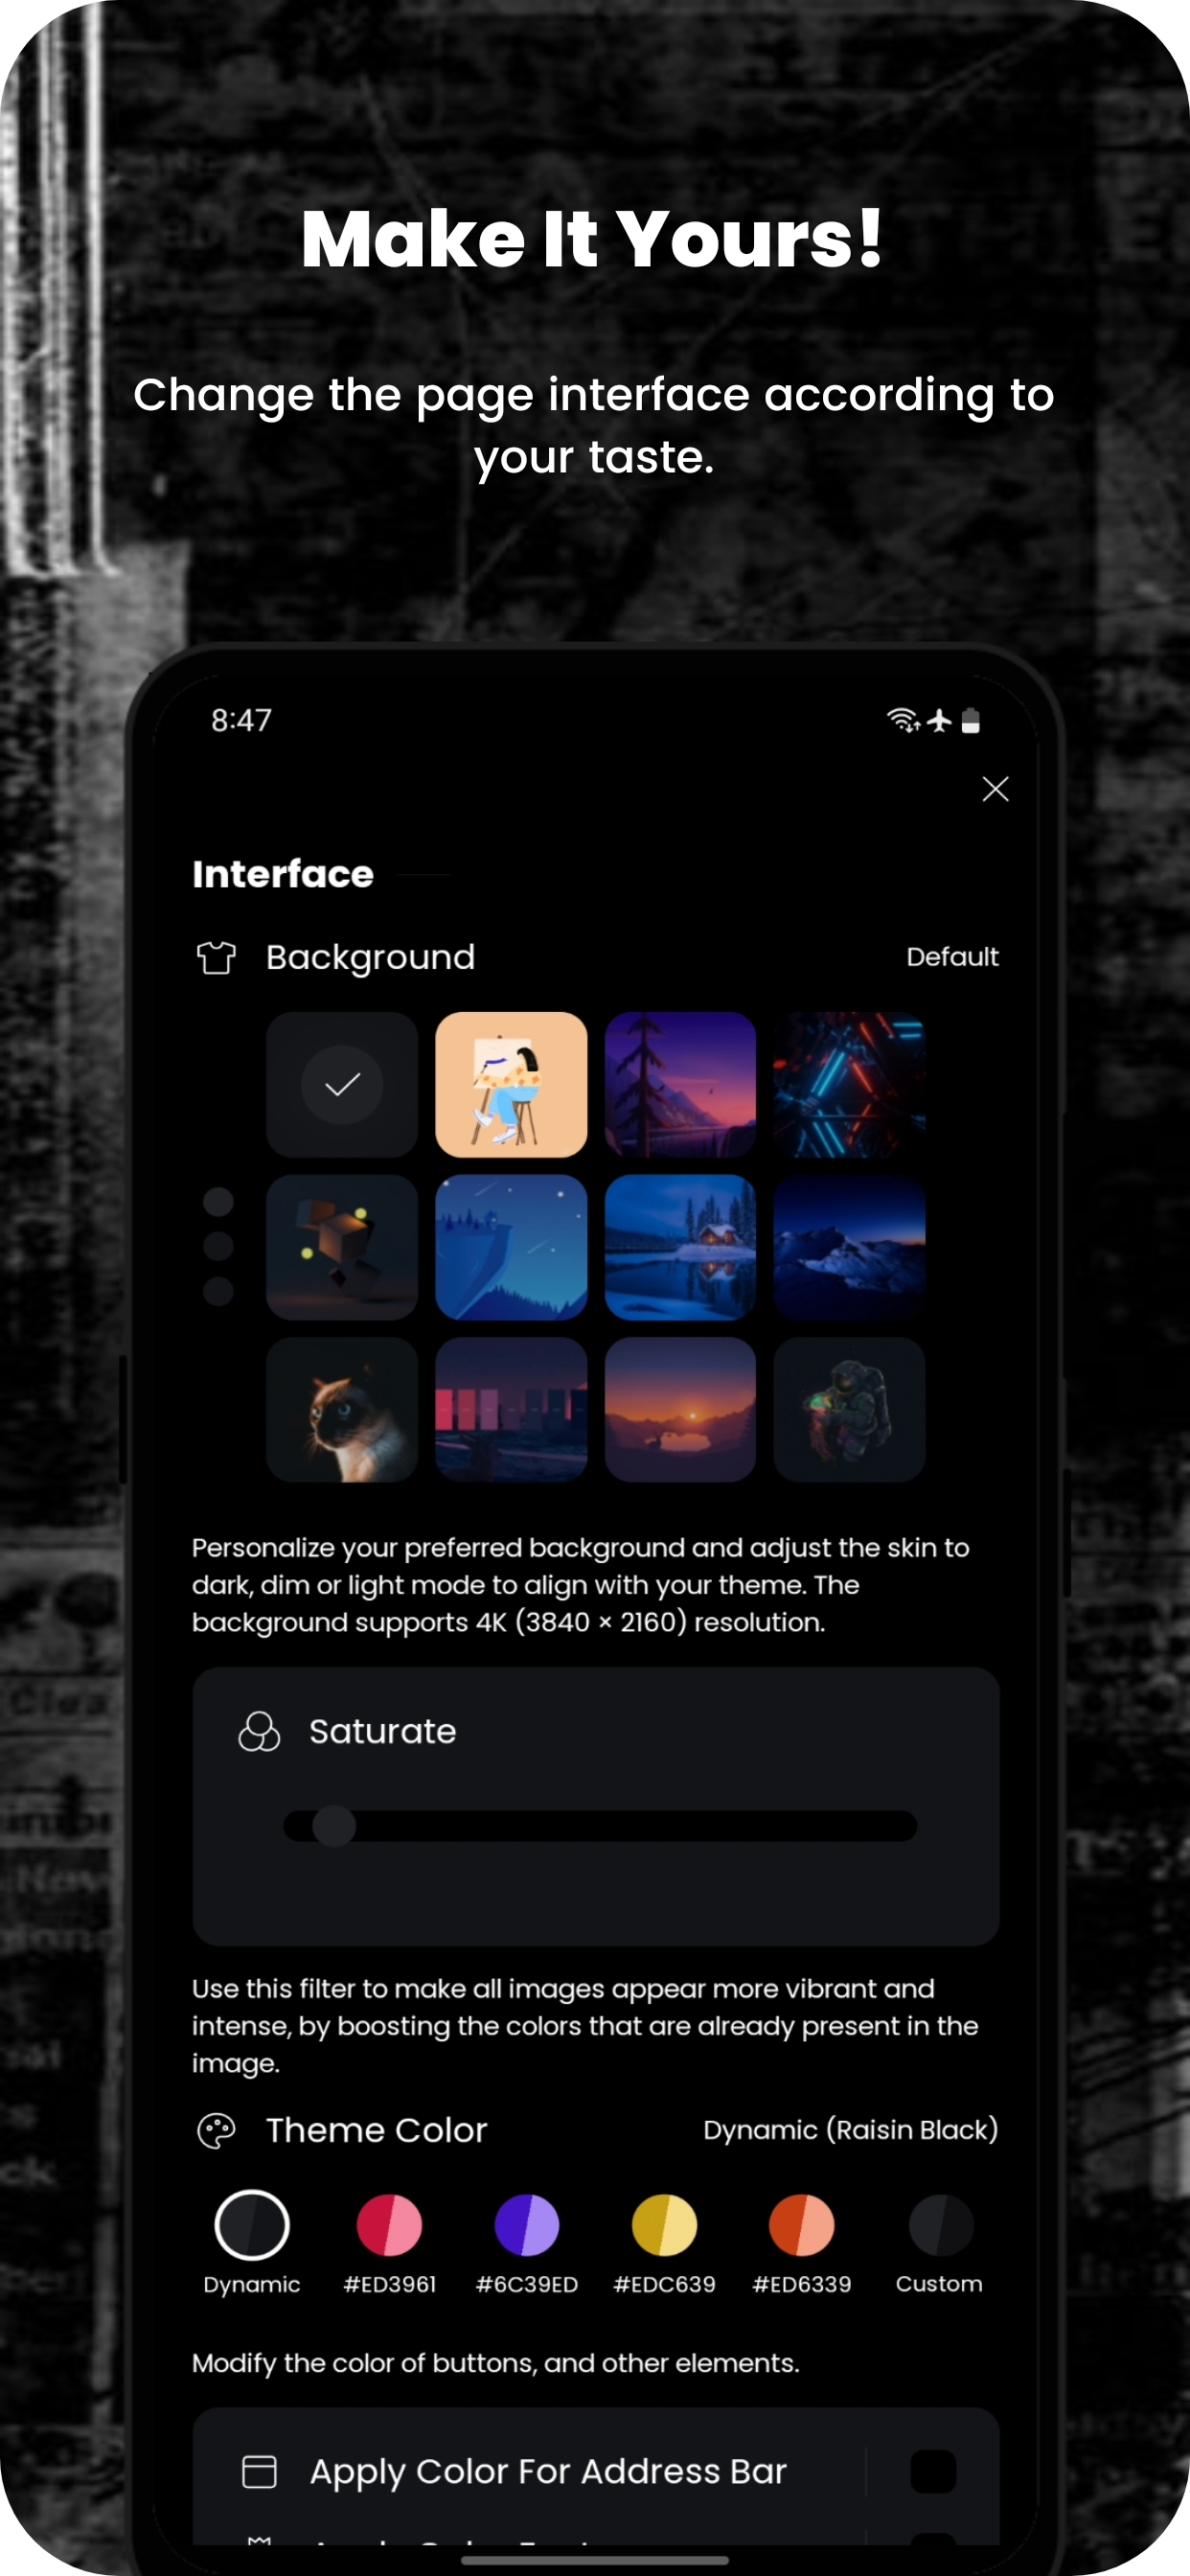 Make It Yours!
Change the page interface according to
your taste.
8:47
Interface
Background
Default
Personalize your preferred background and adjust the skin to
dark, dim or light mode to align with your theme. The
background supports 4K (3840 × 2160) resolution.
Saturate
Use this filter to make all images appear more vibrant and
intense, by boosting the colors that are already present in the
image.
Theme Color
Dynamic (Raisin Black)
Dynamic
#ED3961
#6C39ED
#EDC639
#ED6339
Custom
Modify the color of buttons, and other elements.
Apply Color For Address Bar